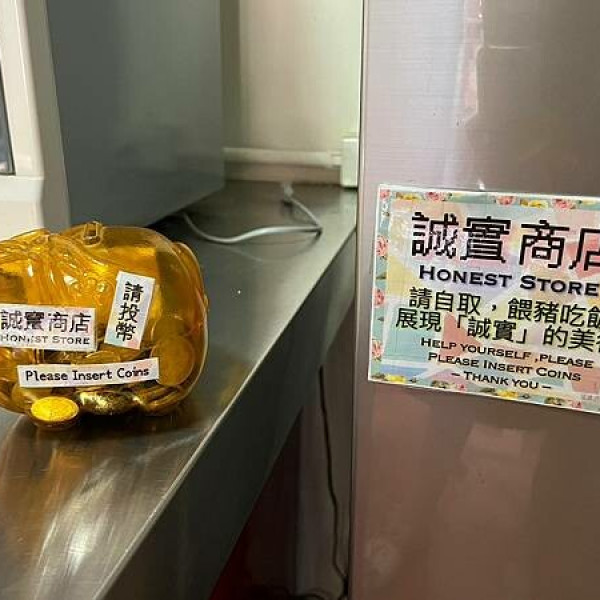 誠實商店
HONEST STORE
請投幣
Please Insert Coins
誠實商店
HONEST STORE
請自取，餵豬吃飯
展現「誠實」的美
HELP YOURSELF ,PLEASE
PLEASE INSERT COINS
– THANK YOU –